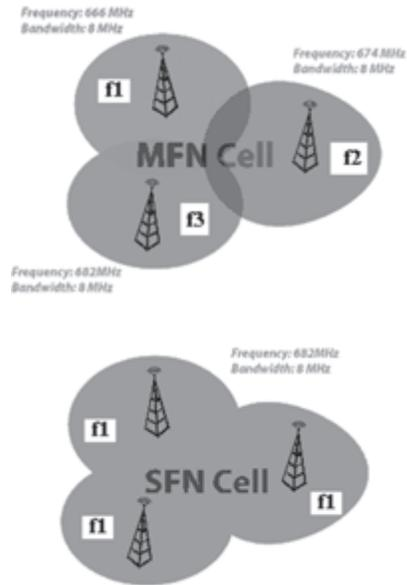 Frequency: 666 MHz
Bandwidth: 8 MHz
Frequency: 674 MHz
Bandwidth: 8 MHz
f1
MFN Cell
f2
f3
Frequency: 682MHz
Bandwidth: 8 MHz
Frequency: 682MHz
Bandwidth: 8 MHz
f1
SFN Cell
f1
f1